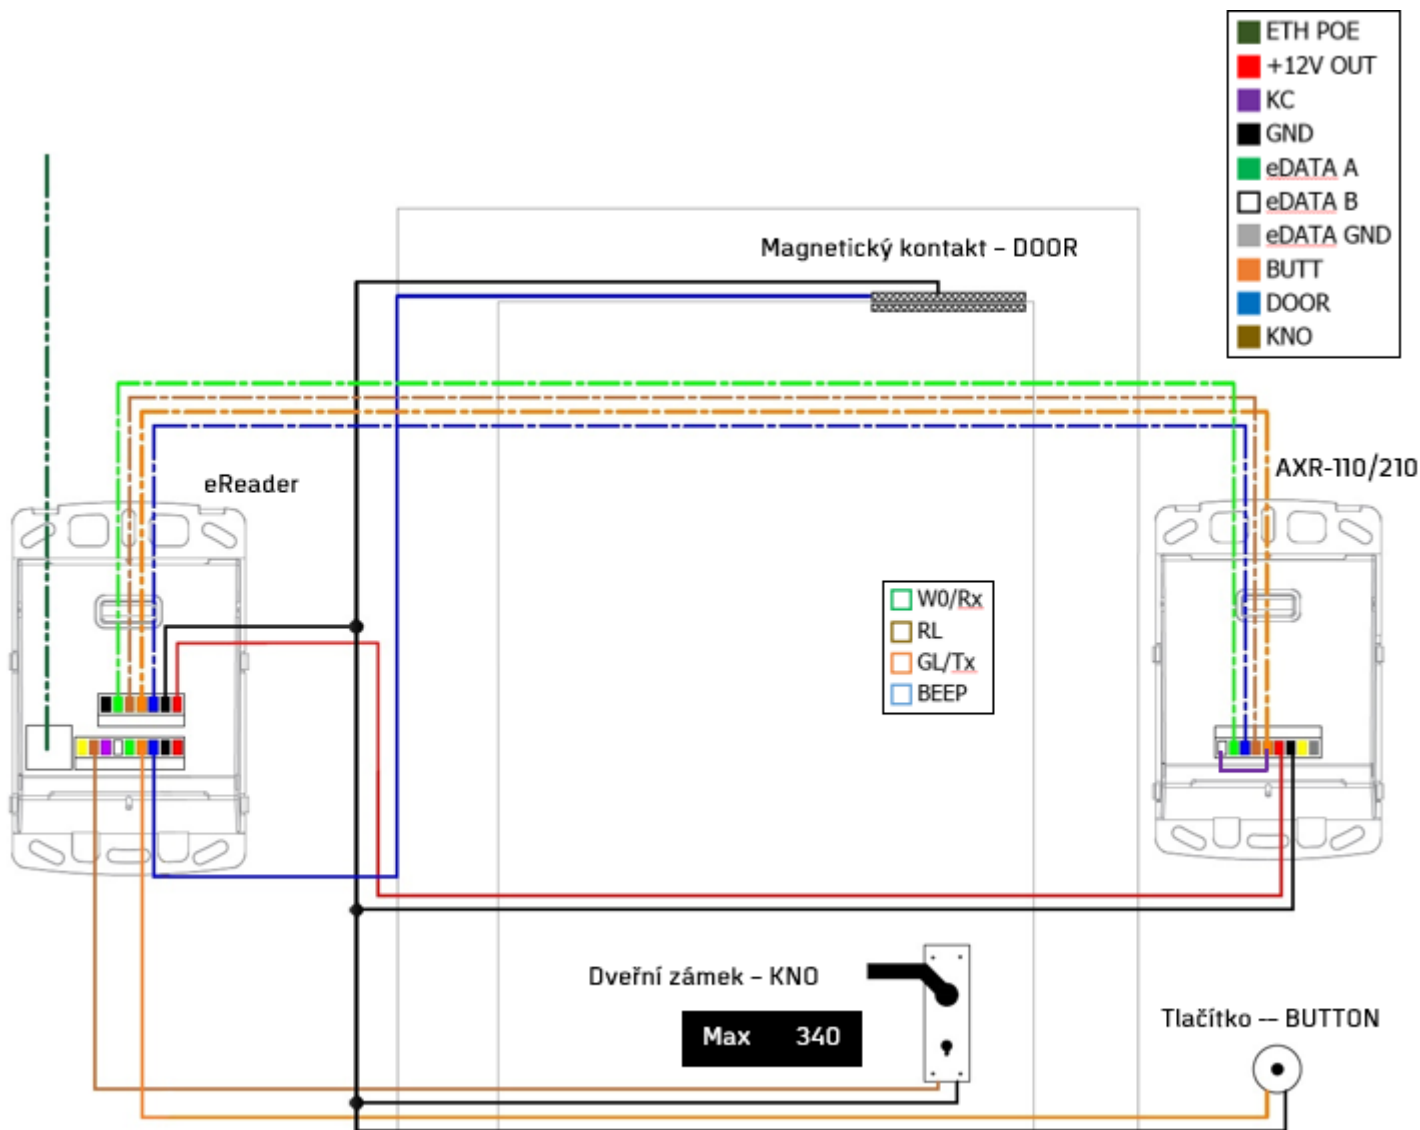 ETH POE
+12V OUT
KC
GND
eDATA A
eDATA B
eDATA GND
BUTT
DOOR
KNO
Magnetický kontakt – DOOR
eReader
AXR-110/210
W0/Rx
RL
GL/Tx
BEEP
Dveřní zámek – KNO
Max 340
Tlačítko -- BUTTON